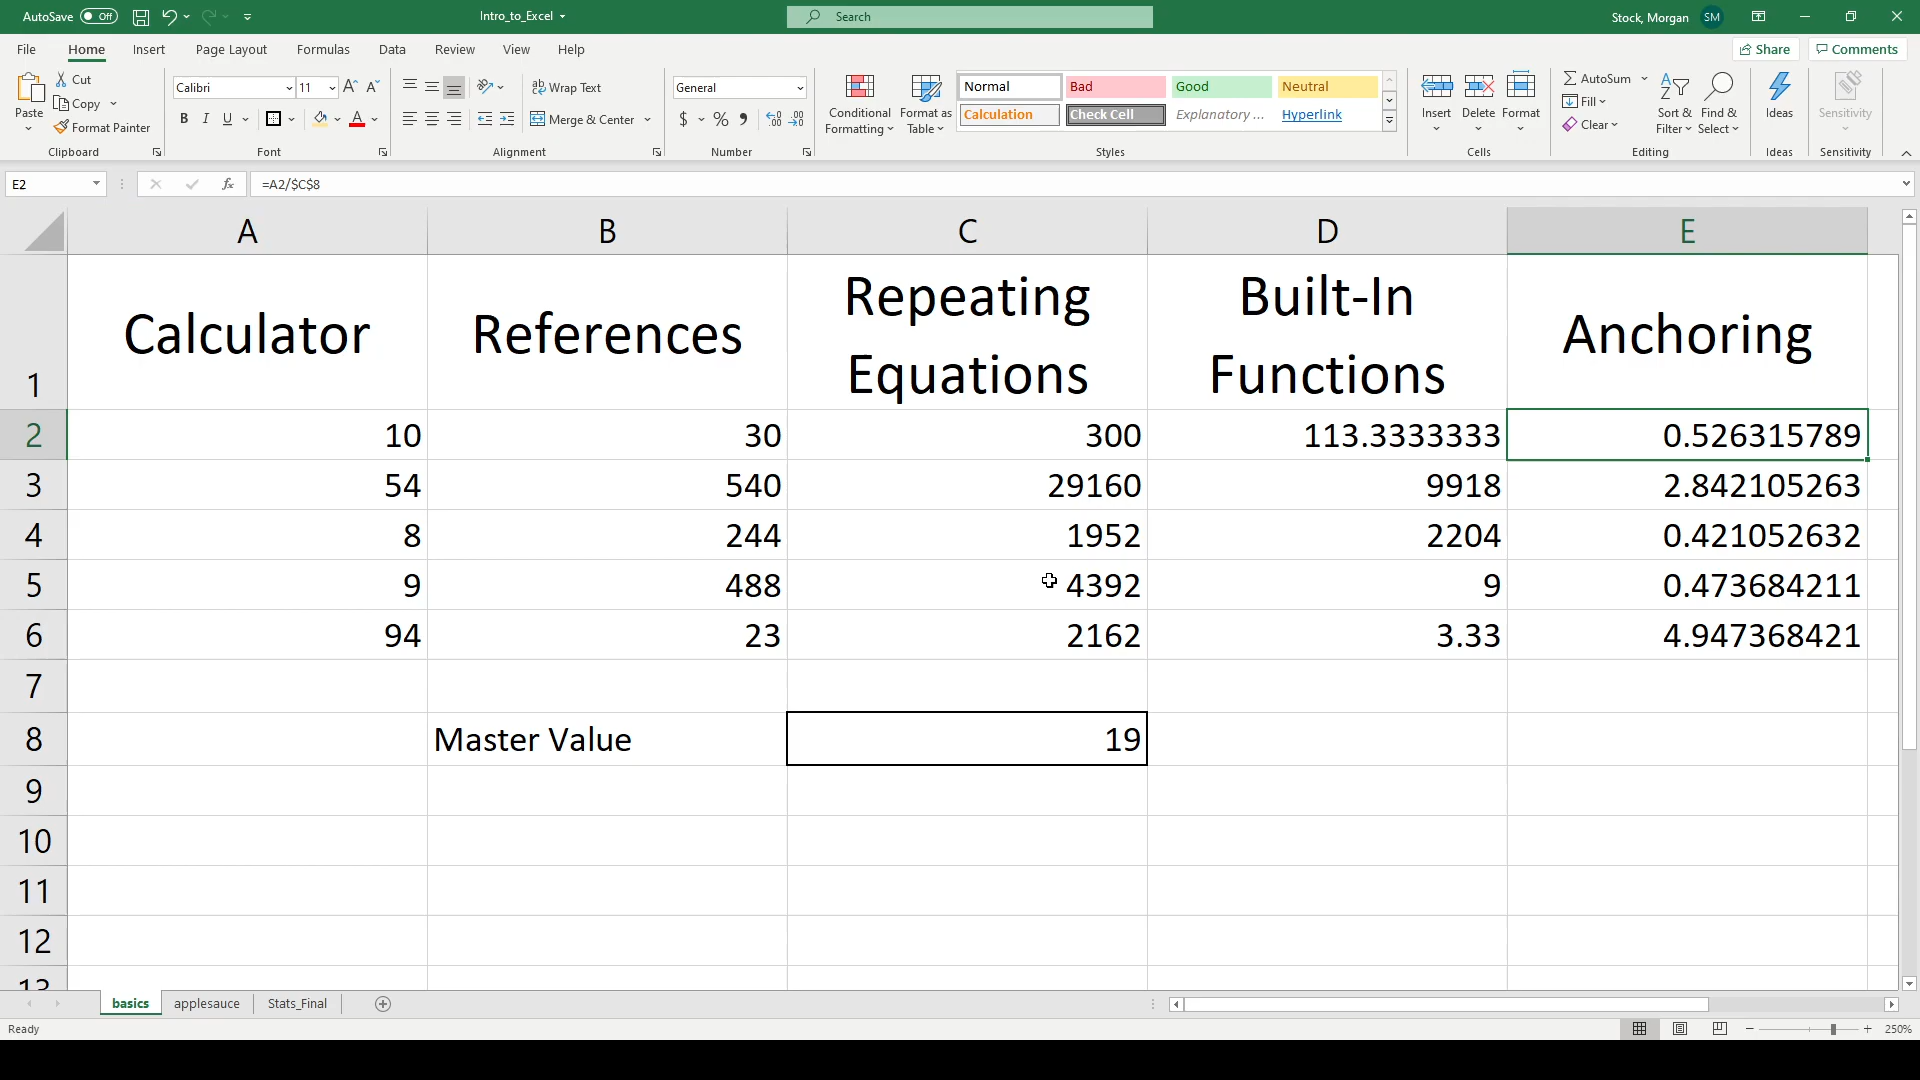 AutoSave Off Intro_to_Excel Search Stock, Morgan SM
File Home Insert Page Layout Formulas Data Review View Help Share Comments
Paste Cut Copy Format Painter Clipboard
Calibri 11 A A B I U A Font
ab Wrap Text Merge & Center Alignment
General $ % 9 Number
Conditional Formatting Format as Table
Normal Bad Good Neutral
Calculation Check Cell Explanatory ... Hyperlink
Styles
Insert Delete Format Cells
AutoSum Fill Clear Sort & Filter Find & Select Editing
Ideas Ideas
Sensitivity Sensitivity
E2 fx =A2/$C$8
A B C D E
1 Calculator References Repeating Equations Built-In Functions Anchoring
2 10 30 300 113.3333333 0.526315789
3 54 540 29160 9918 2.842105263
4 8 244 1952 2204 0.421052632
5 9 488 4392 9 0.473684211
6 94 23 2162 3.33 4.947368421
7
8 Master Value 19
9
10
11
12
13
basics applesauce Stats_Final
Ready 250%